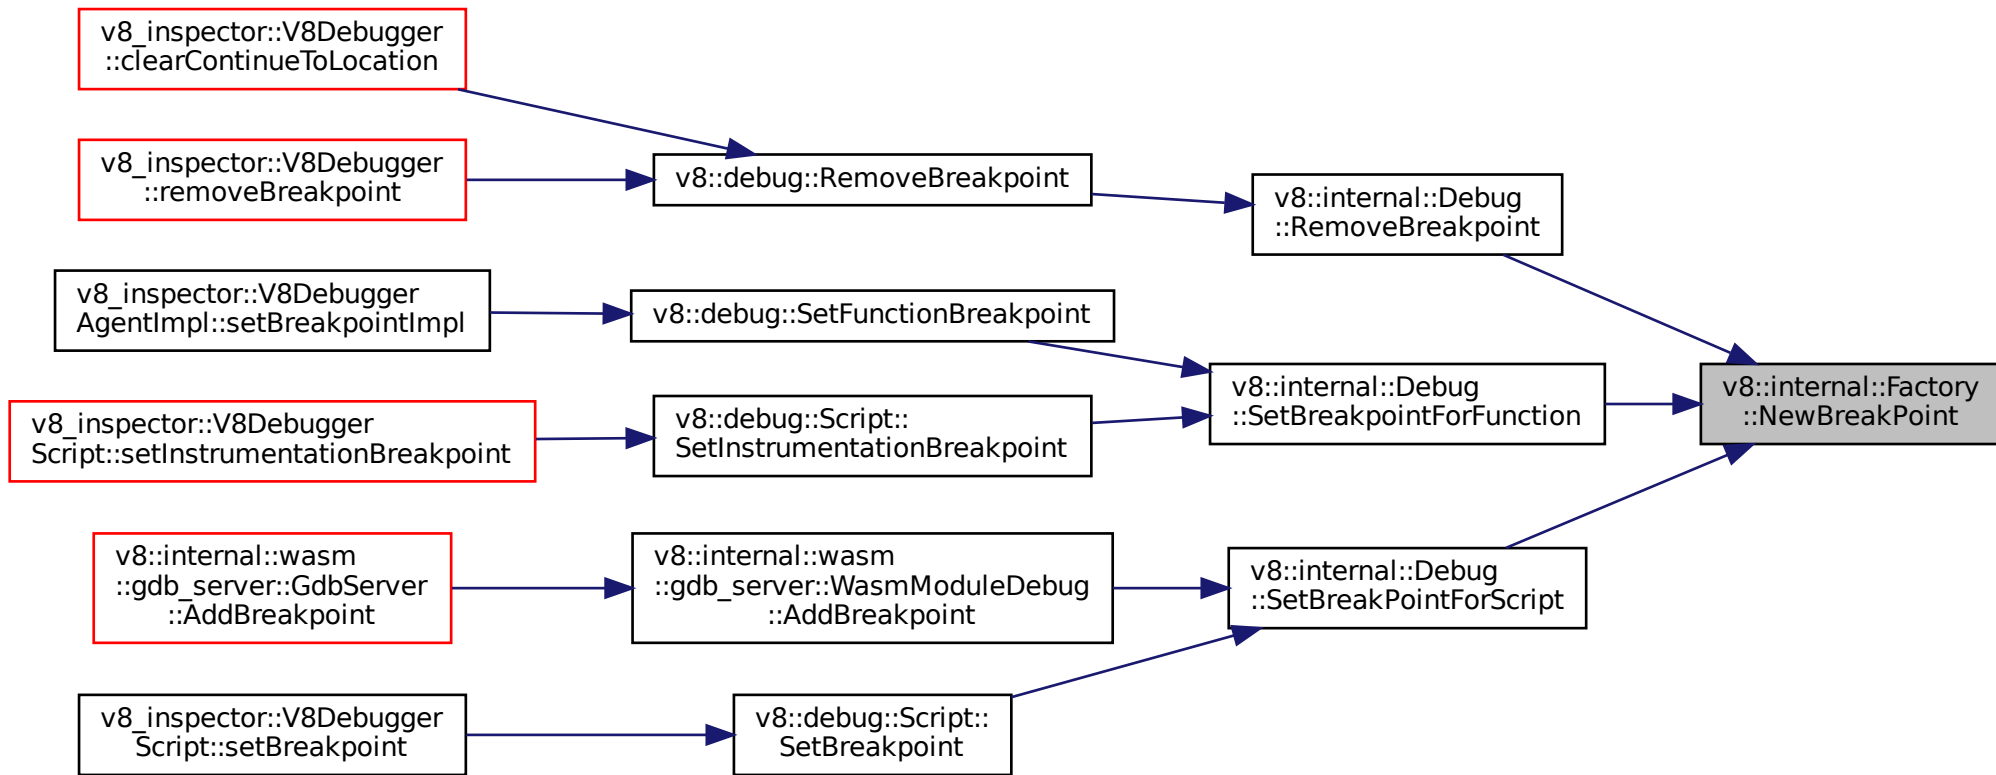 v8_inspector::V8Debugger
::clearContinueToLocation
v8_inspector::V8Debugger
::removeBreakpoint
v8::debug::RemoveBreakpoint
v8::internal::Debug
::RemoveBreakpoint
v8_inspector::V8Debugger
AgentImpl::setBreakpointImpl
v8::debug::SetFunctionBreakpoint
v8::internal::Debug
::SetBreakpointForFunction
v8::internal::Factory
::NewBreakPoint
v8_inspector::V8Debugger
Script::setInstrumentationBreakpoint
v8::debug::Script::
SetInstrumentationBreakpoint
v8::internal::wasm
::gdb_server::GdbServer
::AddBreakpoint
v8::internal::wasm
::gdb_server::WasmModuleDebug
::AddBreakpoint
v8::internal::Debug
::SetBreakPointForScript
v8_inspector::V8Debugger
Script::setBreakpoint
v8::debug::Script::
SetBreakpoint